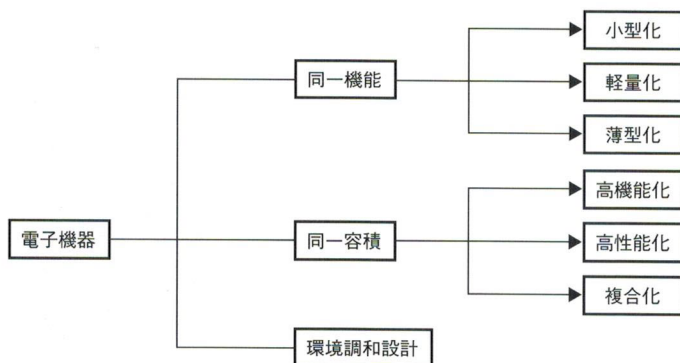 電子機器
同一機能
小型化
軽量化
薄型化
同一容積
高機能化
高性能化
複合化
環境調和設計